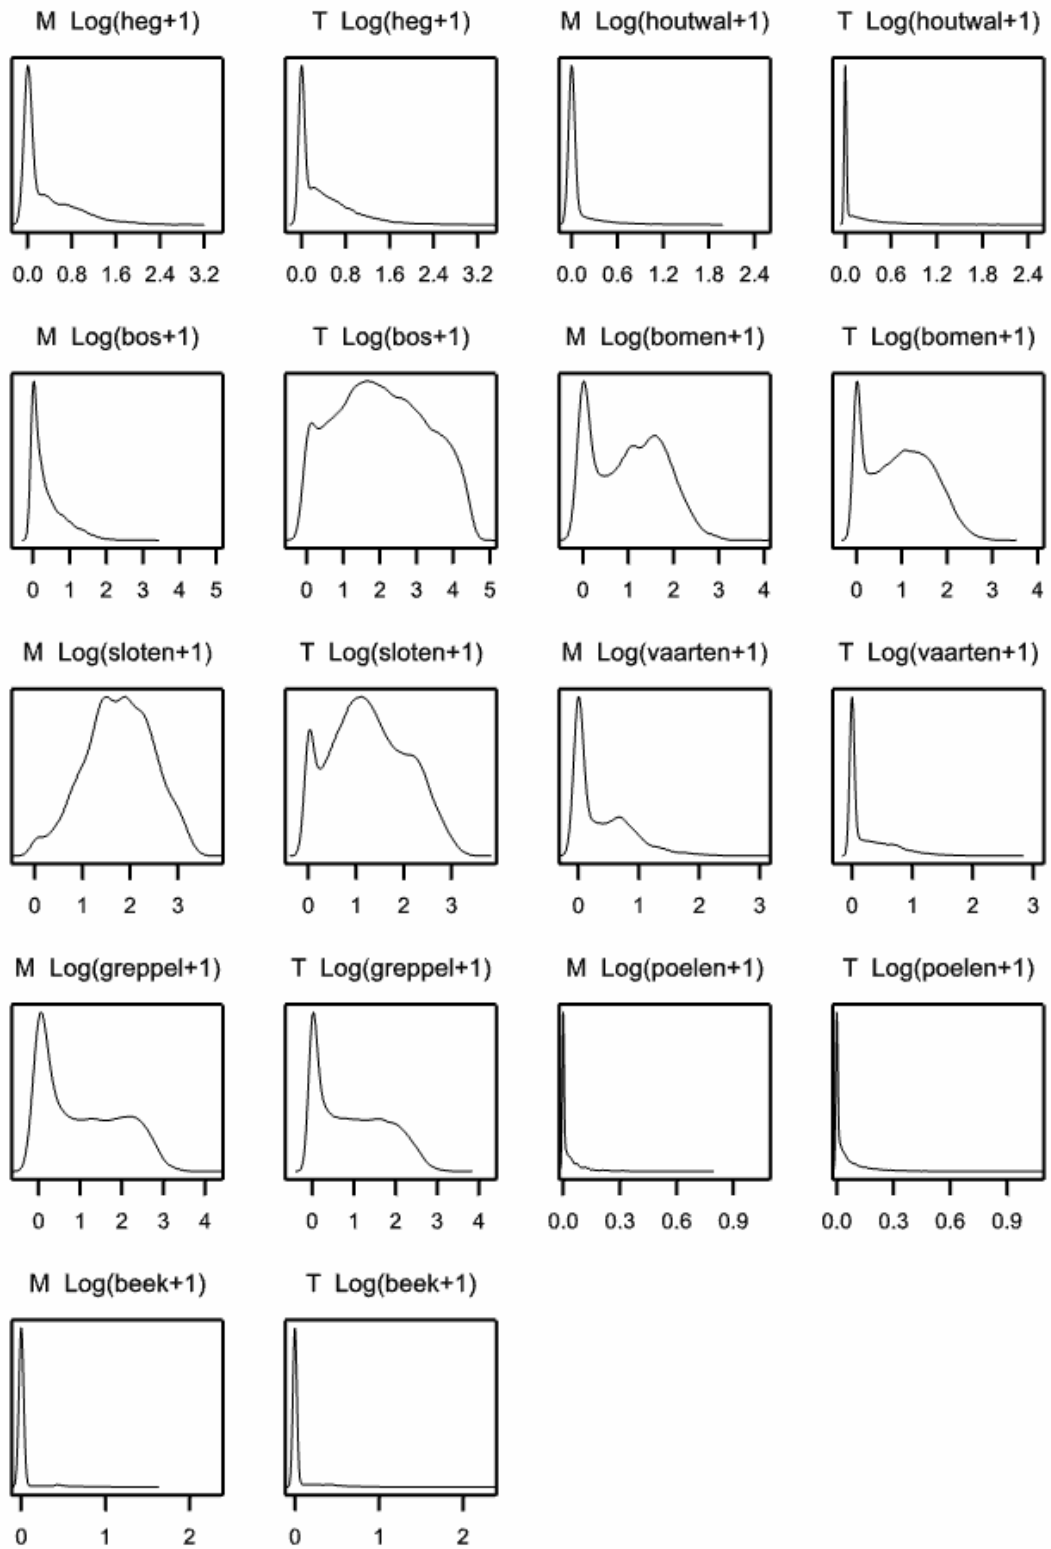 M Log(heg+1) T Log(heg+1) M Log(houtwal+1) T Log(houtwal+1)
0.0 0.8 1.6 2.4 3.2 0.0 0.8 1.6 2.4 3.2 0.0 0.6 1.2 1.8 2.4 0.0 0.6 1.2 1.8 2.4
M Log(bos+1) T Log(bos+1) M Log(bomen+1) T Log(bomen+1)
0 1 2 3 4 5 0 1 2 3 4 5 0 1 2 3 4 0 1 2 3 4
M Log(sloten+1) T Log(sloten+1) M Log(vaarten+1) T Log(vaarten+1)
0 1 2 3 0 1 2 3 0 1 2 3 0 1 2 3
M Log(greppel+1) T Log(greppel+1) M Log(poelen+1) T Log(poelen+1)
0 1 2 3 4 0 1 2 3 4 0.0 0.3 0.6 0.9 0.0 0.3 0.6 0.9
M Log(beek+1) T Log(beek+1)
0 1 2 0 1 2